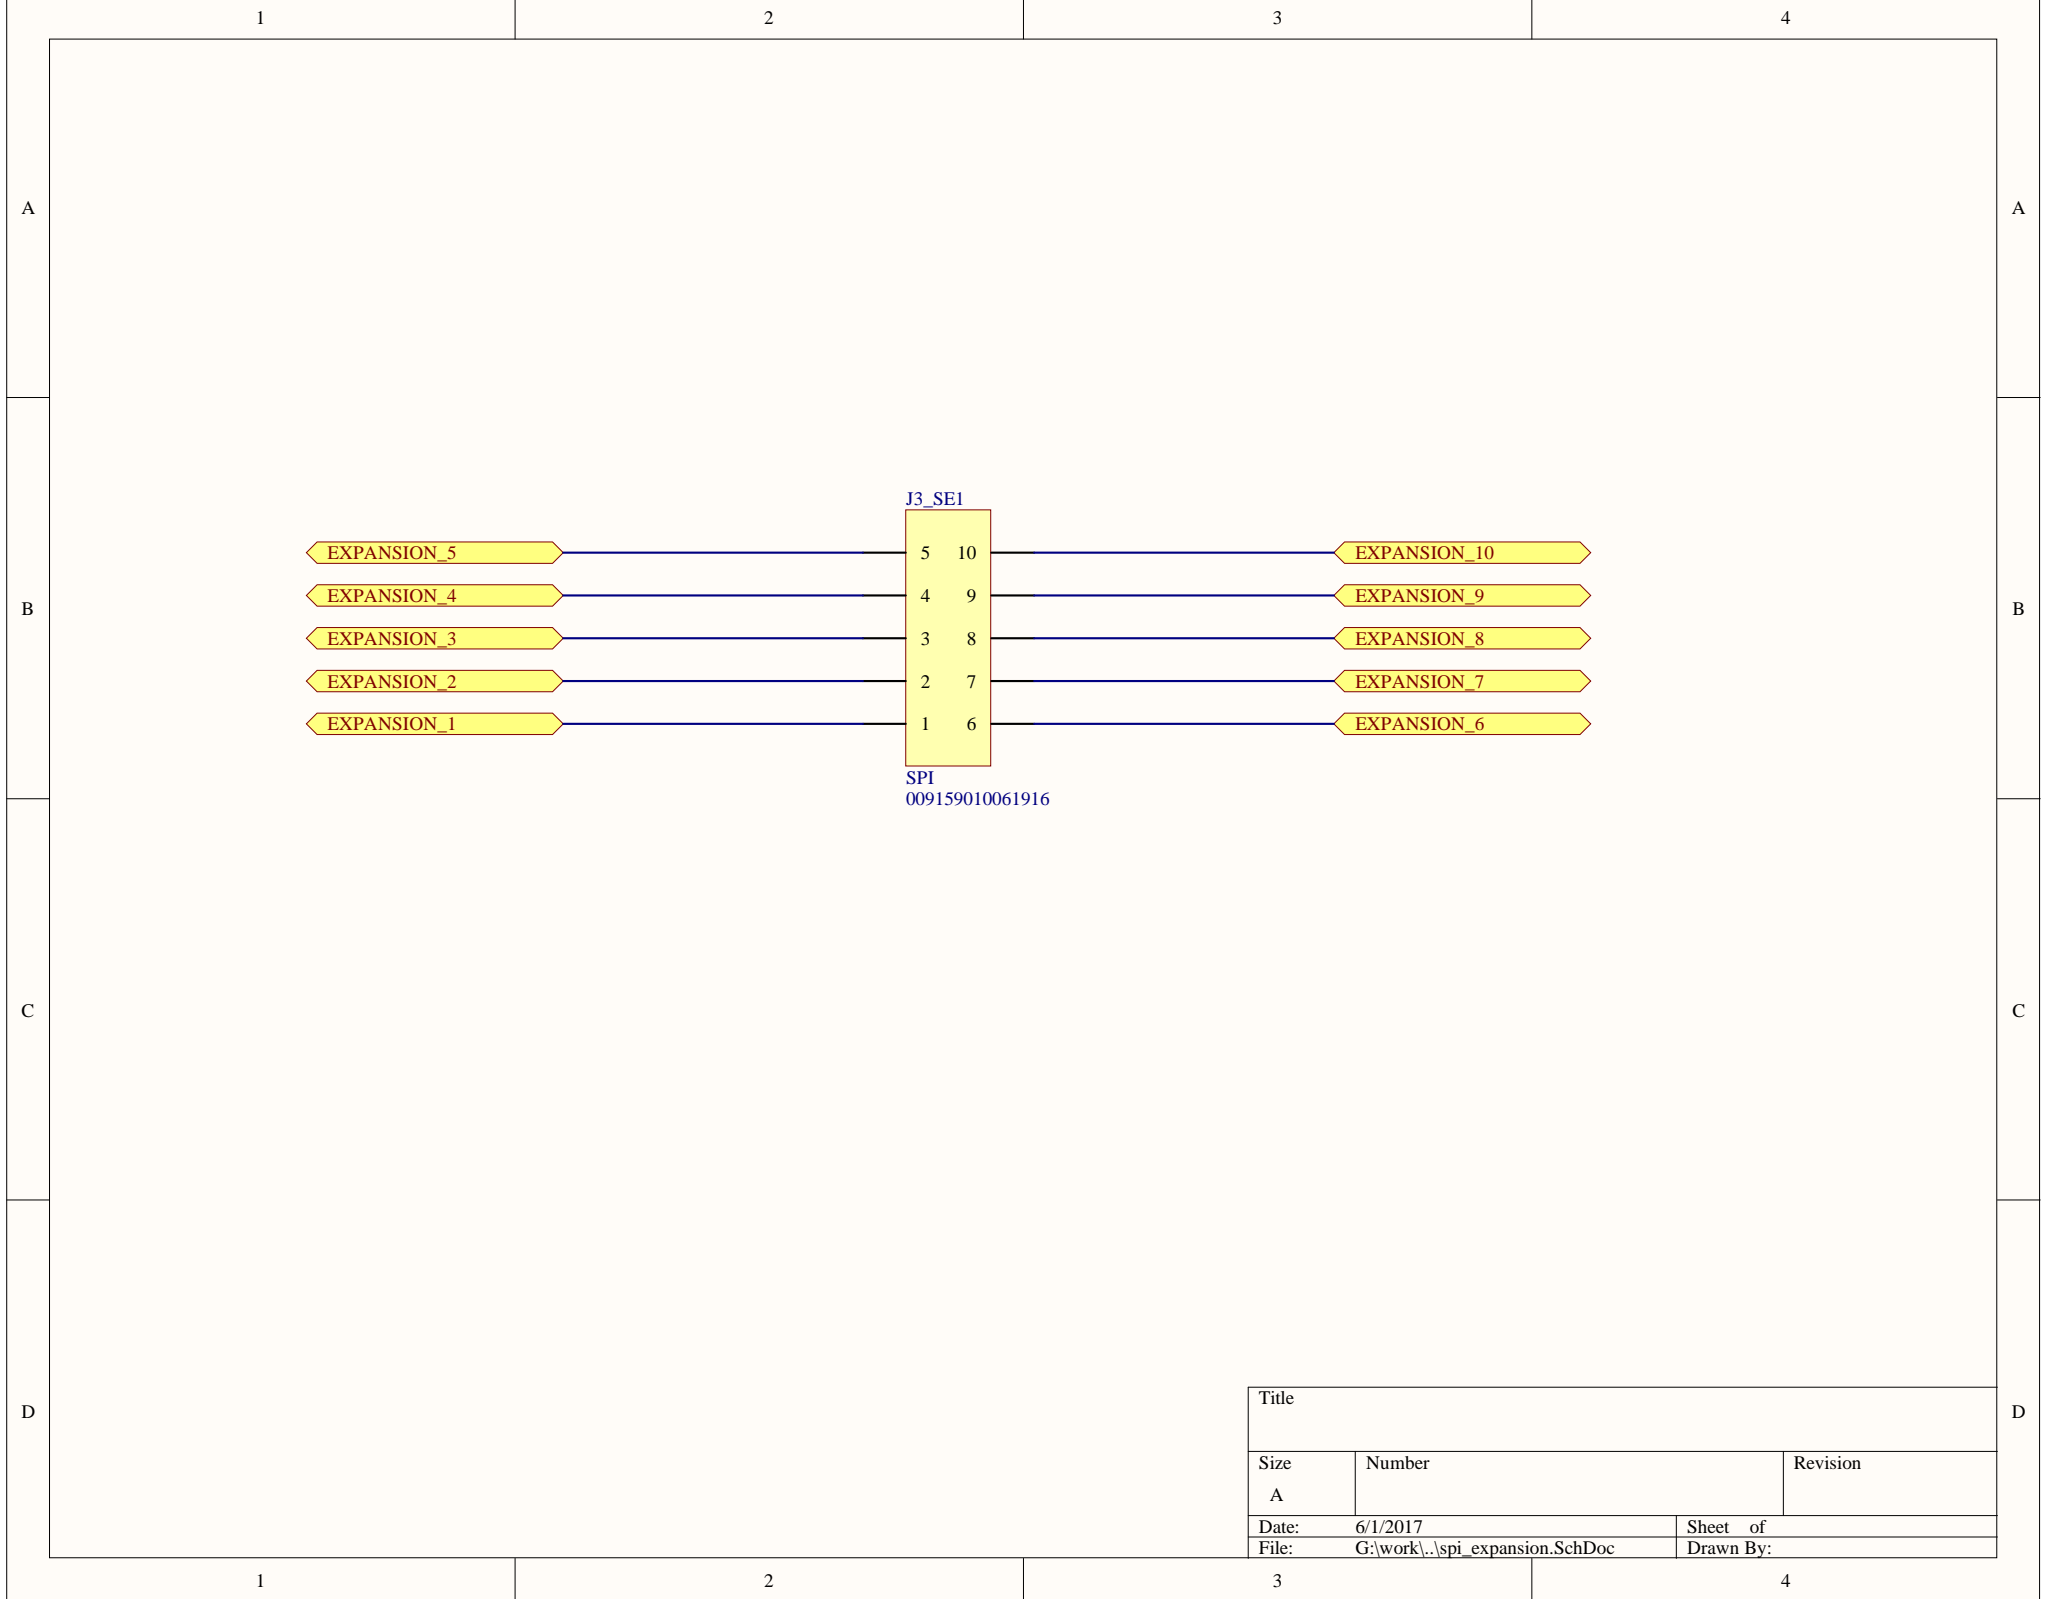 1 2 3 4
A A
J3_SE1
EXPANSION_5 5 10 EXPANSION_10
EXPANSION_4 4 9 EXPANSION_9
B B
EXPANSION_3 3 8 EXPANSION_8
EXPANSION_2 2 7 EXPANSION_7
EXPANSION_1 1 6 EXPANSION_6
SPI
009159010061916
C C
Title
D D
Size Number Revision
A
Date: 6/1/2017 Sheet of
File: G:\work\..\spi_expansion.SchDoc Drawn By:
1 2 3 4